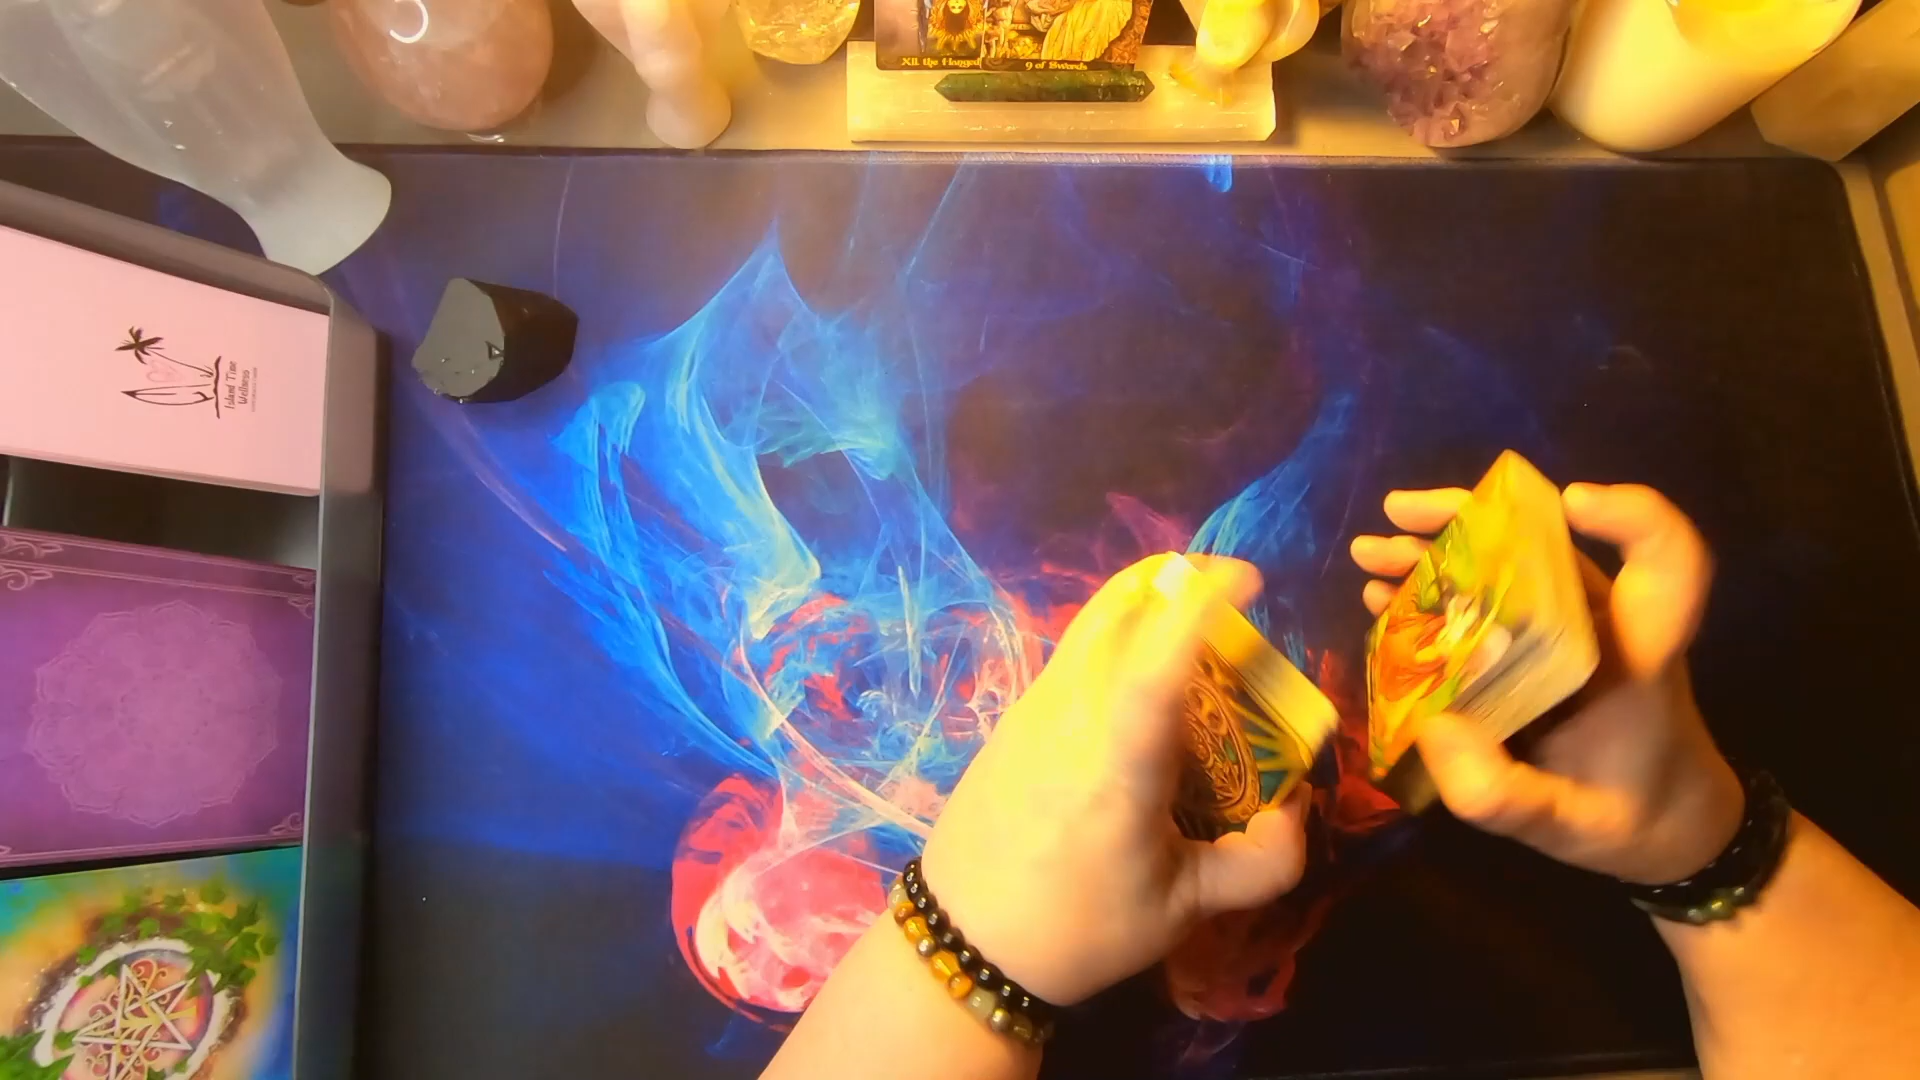 XII. the Hanged
9 of Swords
Island Time
Wellness